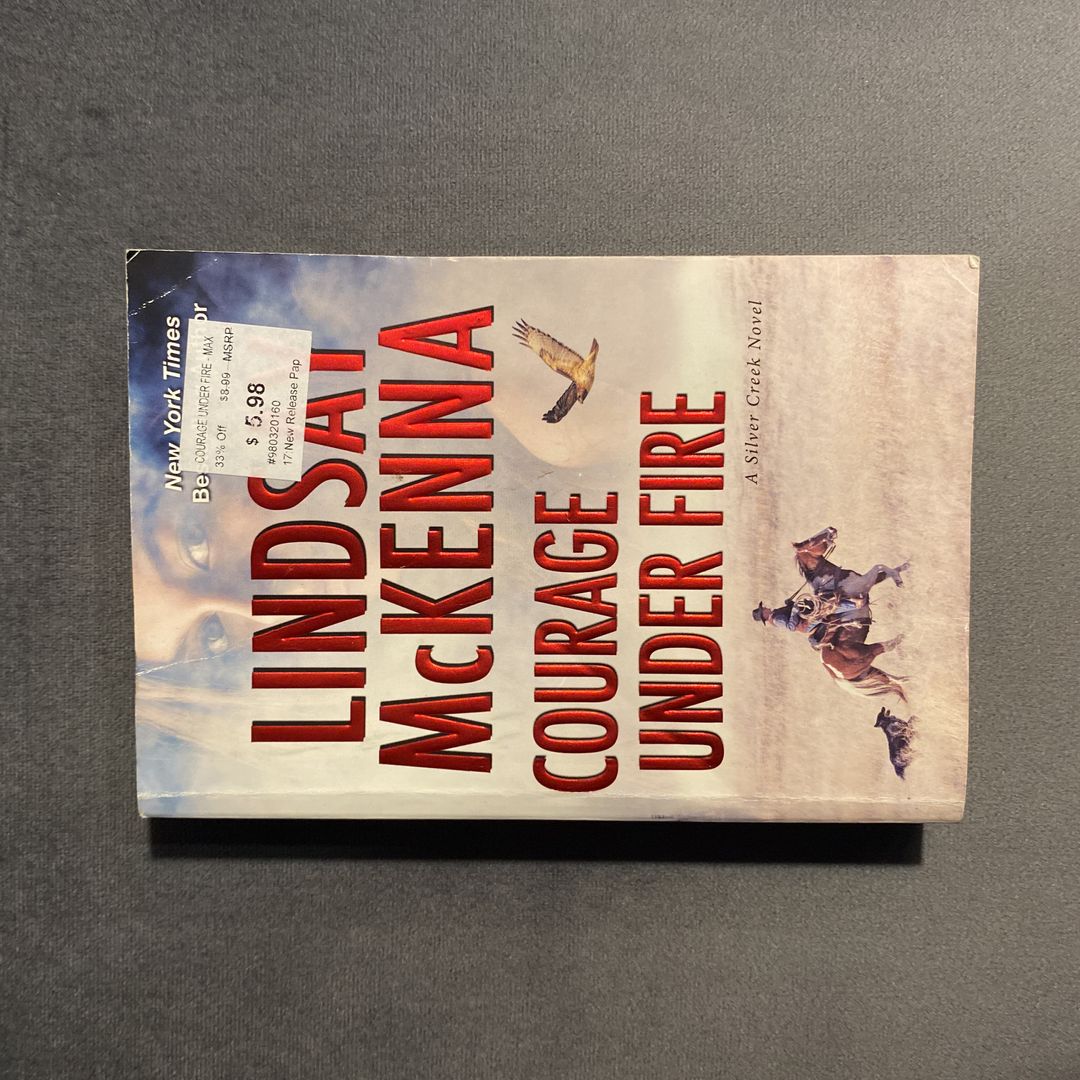 New York Times
Be
or
COURAGE UNDER FIRE - MAX
33% Off $8.99 MSRP
$ 5.98
#980320160
17:New Release Pap
LINDSAY
McKENNA
COURAGE
UNDER FIRE
A Silver Creek Novel